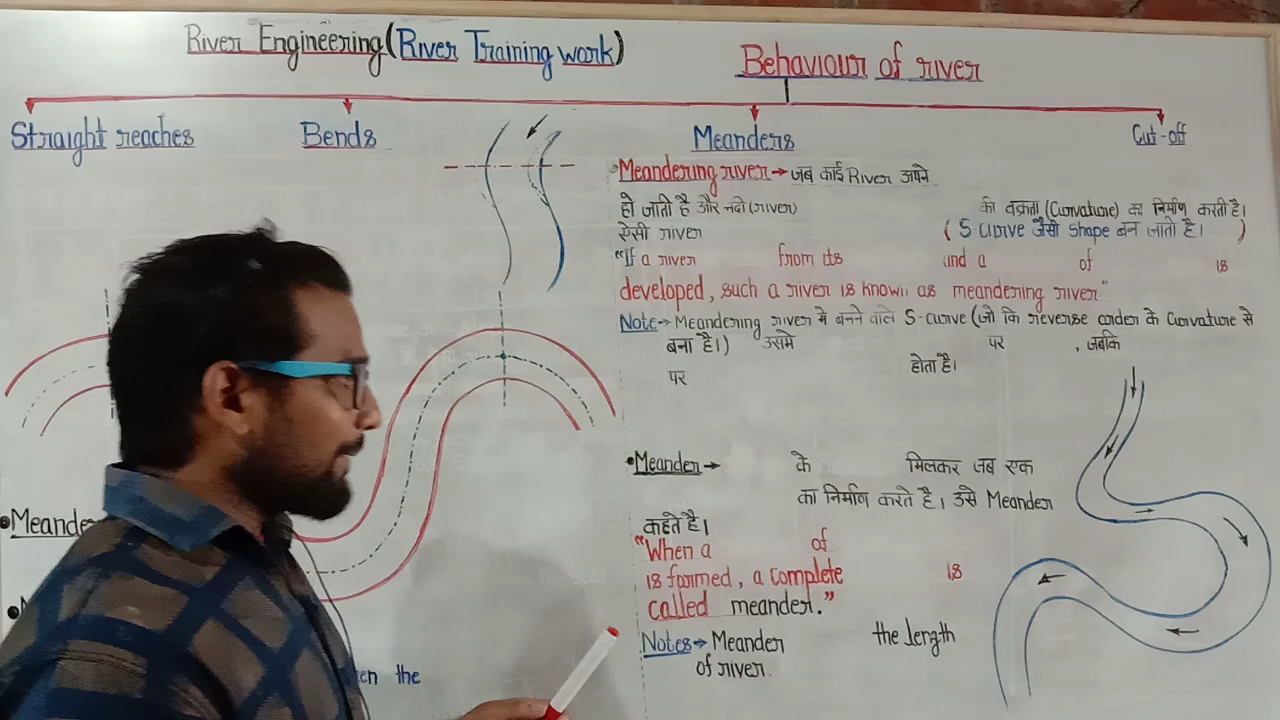 River Engineering (River Training work)
Behaviour of river
Straight reaches
Bends
Meanders
Cut-off
Meandering river→ जब कोई River अपने
हो जाती है और नदी (river) की वक्रता (Curvature) का निर्माण करती है।
ऐसी river ( S curve जैसी shape बन जाती है। )
"If a river from its and a of is
developed, such a river is known as meandering river"
Note→ Meandering river में बनने वाले S-curve (जो कि reverse order के Curvature से
बना है।) उसमे पर , जबकि
पर होता है।
•Meander→ के मिलकर जब एक
का निर्माण करते है। उसे Meander
कहते है।
"When a of
is formed, a complete is
called meander."
Notes→ Meander the length
of river.
•Meande
en the